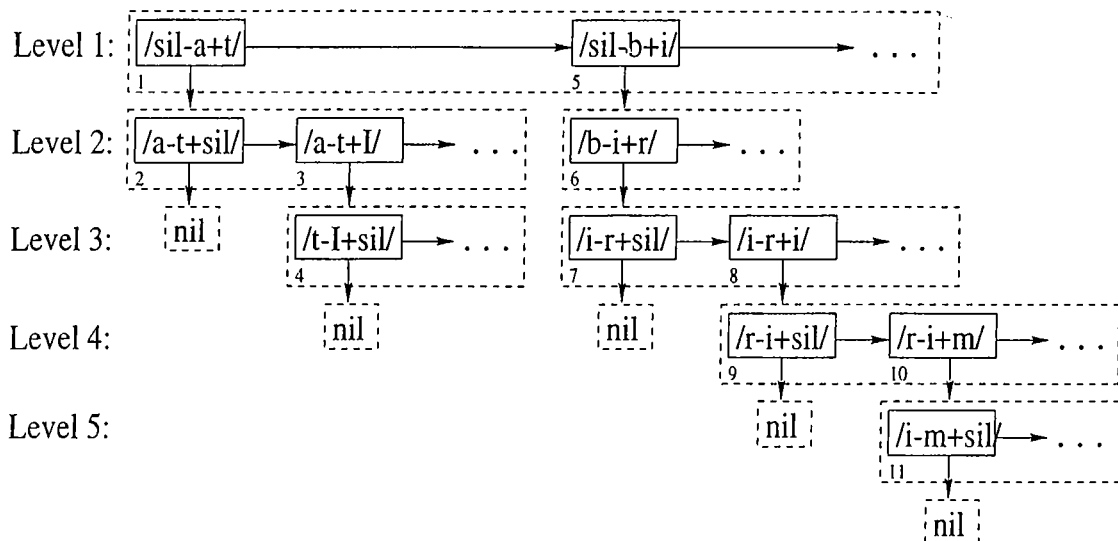 Level 1: /sil-a+t/ /sil-b+i/ . . .
1 5
Level 2: /a-t+sil/ /a-t+I/ . . . /b-i+r/ . . .
2 3 6
Level 3: nil /t-I+sil/ . . . /i-r+sil/ /i-r+i/ . . .
4 7 8
Level 4: nil nil /r-i+sil/ /r-i+m/ . . .
9 10
Level 5: nil /i-m+sil/ . . .
11
nil